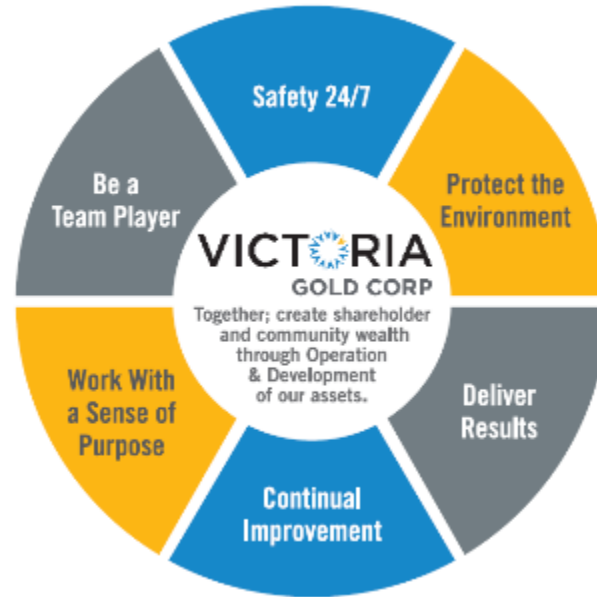 Safety 24/7
Protect the
Environment
Deliver
Results
Continual
Improvement
Work With
a Sense of
Purpose
Be a
Team Player
VICTORIA
GOLD CORP
Together; create shareholder
and community wealth
through Operation
& Development
of our assets.